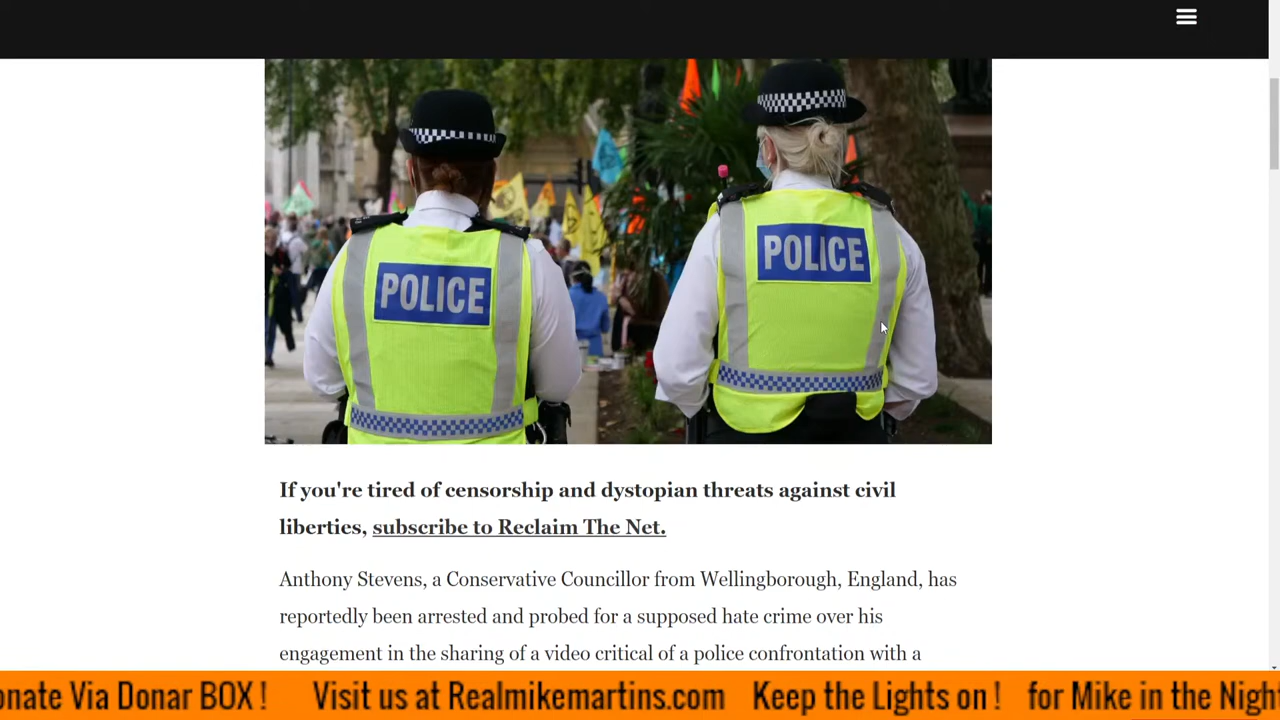 POLICE
POLICE
If you're tired of censorship and dystopian threats against civil
liberties, subscribe to Reclaim The Net.
Anthony Stevens, a Conservative Councillor from Wellingborough, England, has
reportedly been arrested and probed for a supposed hate crime over his
engagement in the sharing of a video critical of a police confrontation with a
onate Via Donar BOX ! Visit us at Realmikemartins.com Keep the Lights on ! for Mike in the Nigh